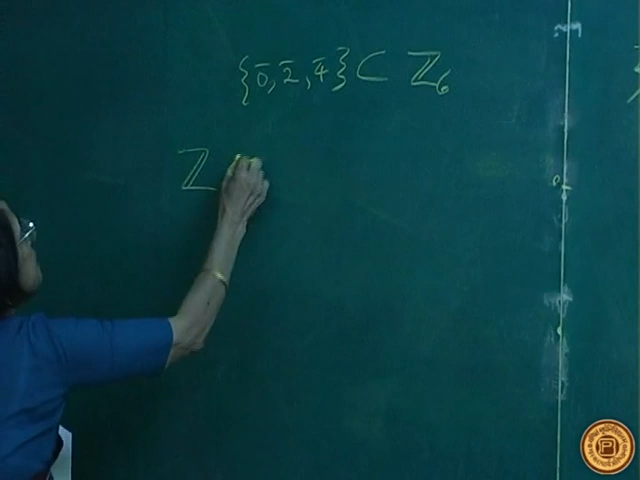 {0̄, 2̄, 4̄} ⊂ ℤ₆
ℤ